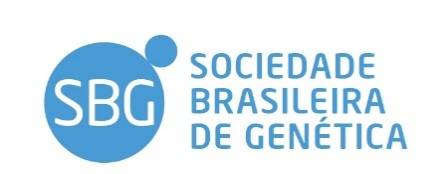 SBG
SOCIEDADE
BRASILEIRA
DE GENÉTICA